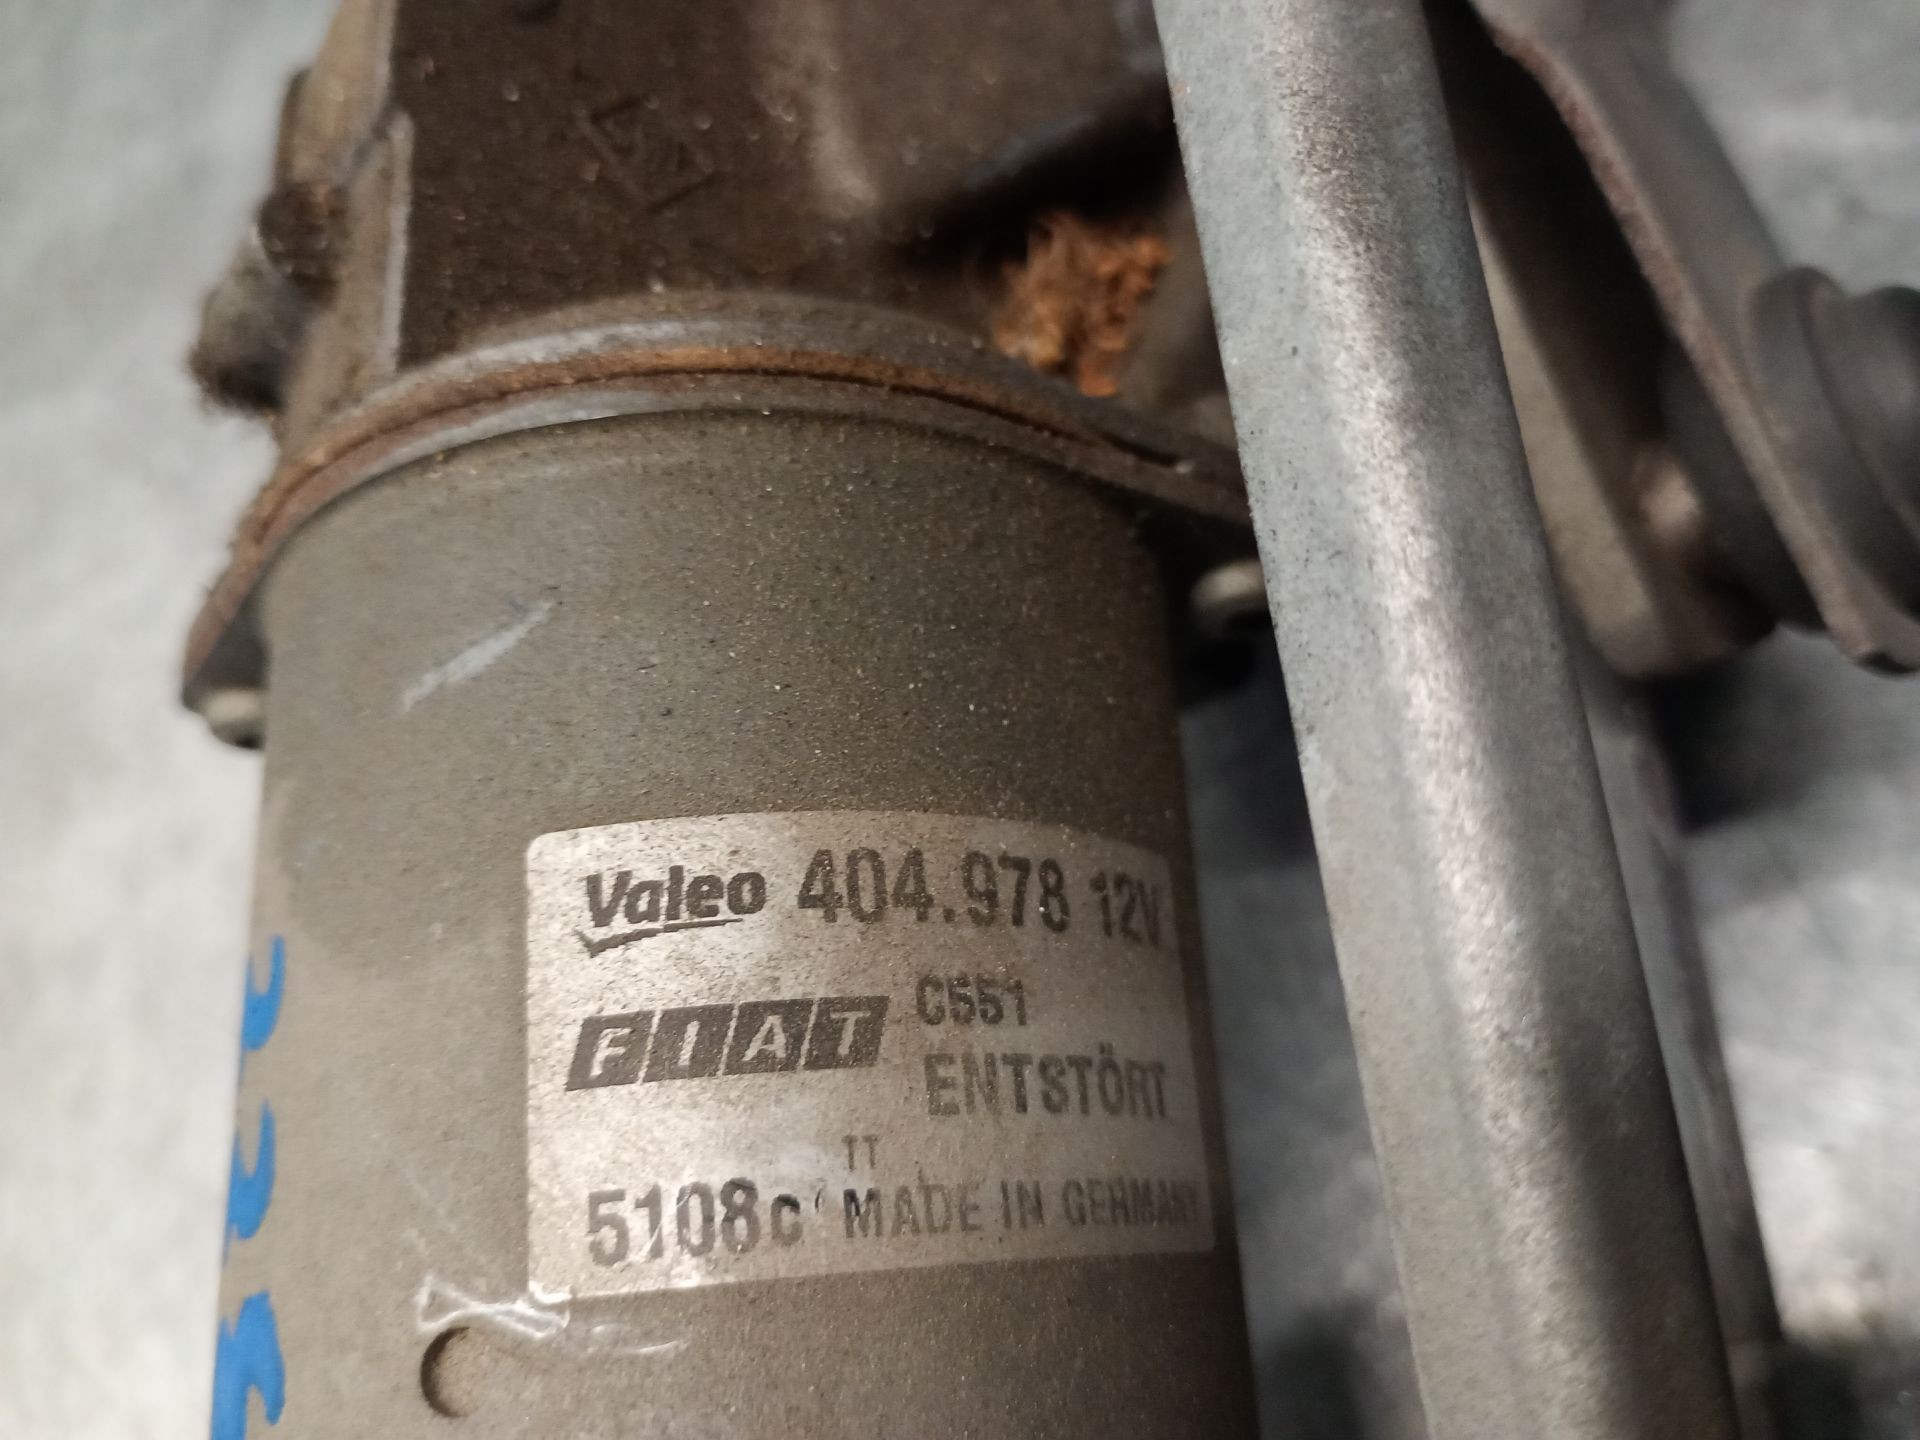 Valeo 404.978 12V
FIAT C551
ENTSTÖRT
TT
5108c MADE IN GERMANY